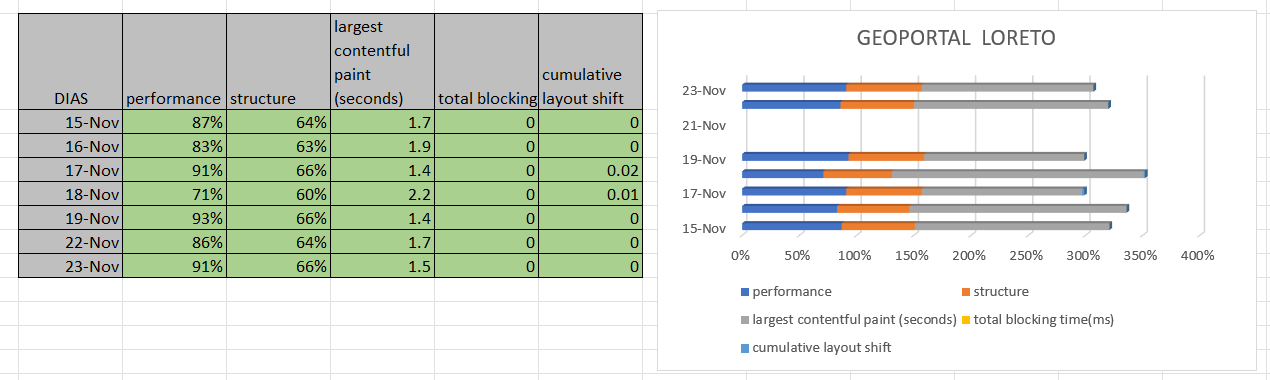 largest
contentful
paint
cumulative
DIAS performance structure (seconds) total blocking layout shift
15-Nov 87% 64% 1.7 0 0
16-Nov 83% 63% 1.9 0 0
17-Nov 91% 66% 1.4 0 0.02
18-Nov 71% 60% 2.2 0 0.01
19-Nov 93% 66% 1.4 0 0
22-Nov 86% 64% 1.7 0 0
23-Nov 91% 66% 1.5 0 0
GEOPORTAL LORETO
23-Nov
21-Nov
19-Nov
17-Nov
15-Nov
0% 50% 100% 150% 200% 250% 300% 350% 400%
performance structure
largest contentful paint (seconds) total blocking time(ms)
cumulative layout shift